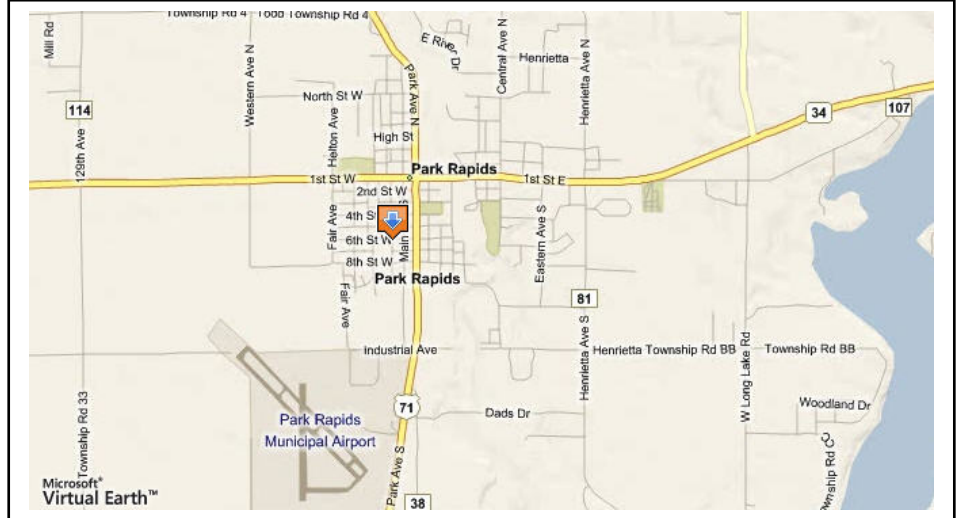 Township Rd 4
Todd Township Rd 4
Mill Rd
E River Dr
Central Ave N
Henrietta
Henrietta Ave N
Western Ave N
Park Ave N
North St W
114
34
107
129th Ave
Helton Ave
High St
Park Rapids
1st St W
1st St E
2nd St W
4th St
Fair Ave
6th St W
Main S
Eastern Ave S
8th St W
Park Rapids
81
Fair Ave
Industrial Ave
Henrietta Ave S
Henrietta Township Rd BB
W Long Lake Rd
Township Rd BB
71
Dads Dr
Woodland Dr
Park Rapids
Municipal Airport
Township Rd 33
Park Ave S
38
wnship Rd C
Microsoft®
Virtual Earth™